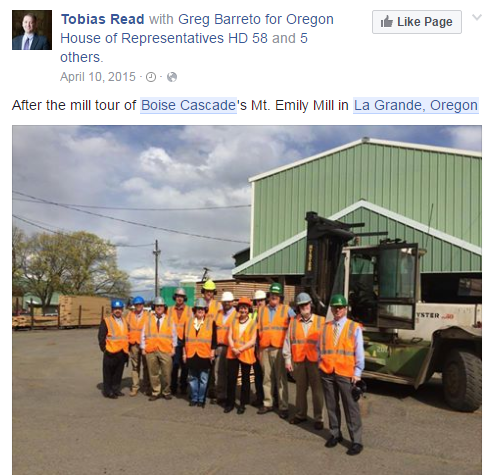 Tobias Read with Greg Barreto for Oregon
House of Representatives HD 58 and 5
others.
Like Page
April 10, 2015
After the mill tour of Boise Cascade's Mt. Emily Mill in La Grande, Oregon
YSTER